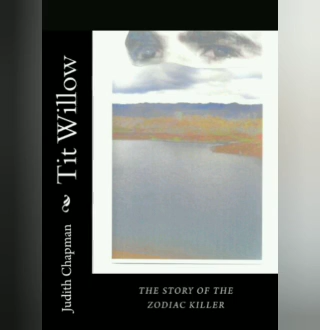 Tit Willow
Judith Chapman
THE STORY OF THE
ZODIAC KILLER